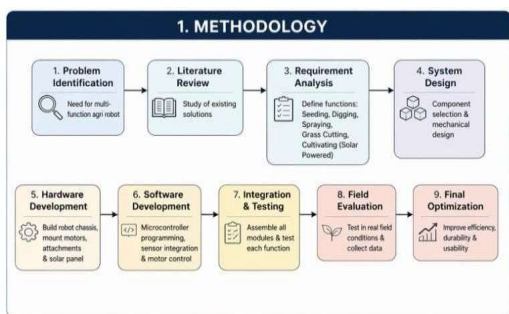 1. METHODOLOGY
1. Problem
Identification
Need for multi-
function agri robot
2. Literature
Review
Study of existing
solutions
3. Requirement
Analysis
Define functions:
Seeding, Digging,
Spraying,
Grass Cutting,
Cultivating (Solar
Powered)
4. System
Design
Component
selection &
mechanical
design
5. Hardware
Development
Build robot chassis,
mount motors,
attachments
& solar panel
6. Software
Development
Microcontroller
programming,
sensor integration
& motor control
7. Integration
& Testing
Assemble all
modules & test
each function
8. Field
Evaluation
Test in real field
conditions &
collect data
9. Final
Optimization
Improve efficiency,
durability &
usability